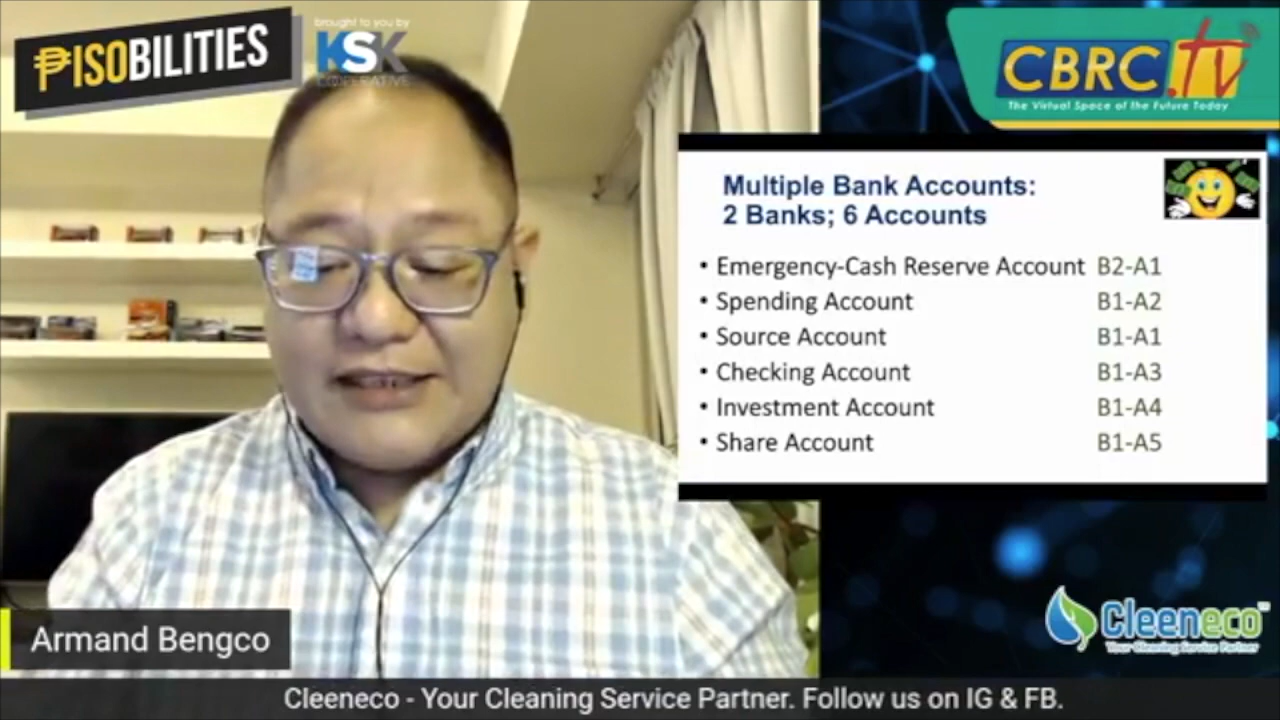 ₱ISOBILITIES
brought to you by
KSK
COOPERATIVE
CBRC.tv
The Virtual Space of the Future Today
Multiple Bank Accounts:
2 Banks; 6 Accounts
• Emergency-Cash Reserve Account B2-A1
• Spending Account B1-A2
• Source Account B1-A1
• Checking Account B1-A3
• Investment Account B1-A4
• Share Account B1-A5
Cleeneco™
Your Cleaning Service Partner
Armand Bengco
Cleeneco - Your Cleaning Service Partner. Follow us on IG & FB.